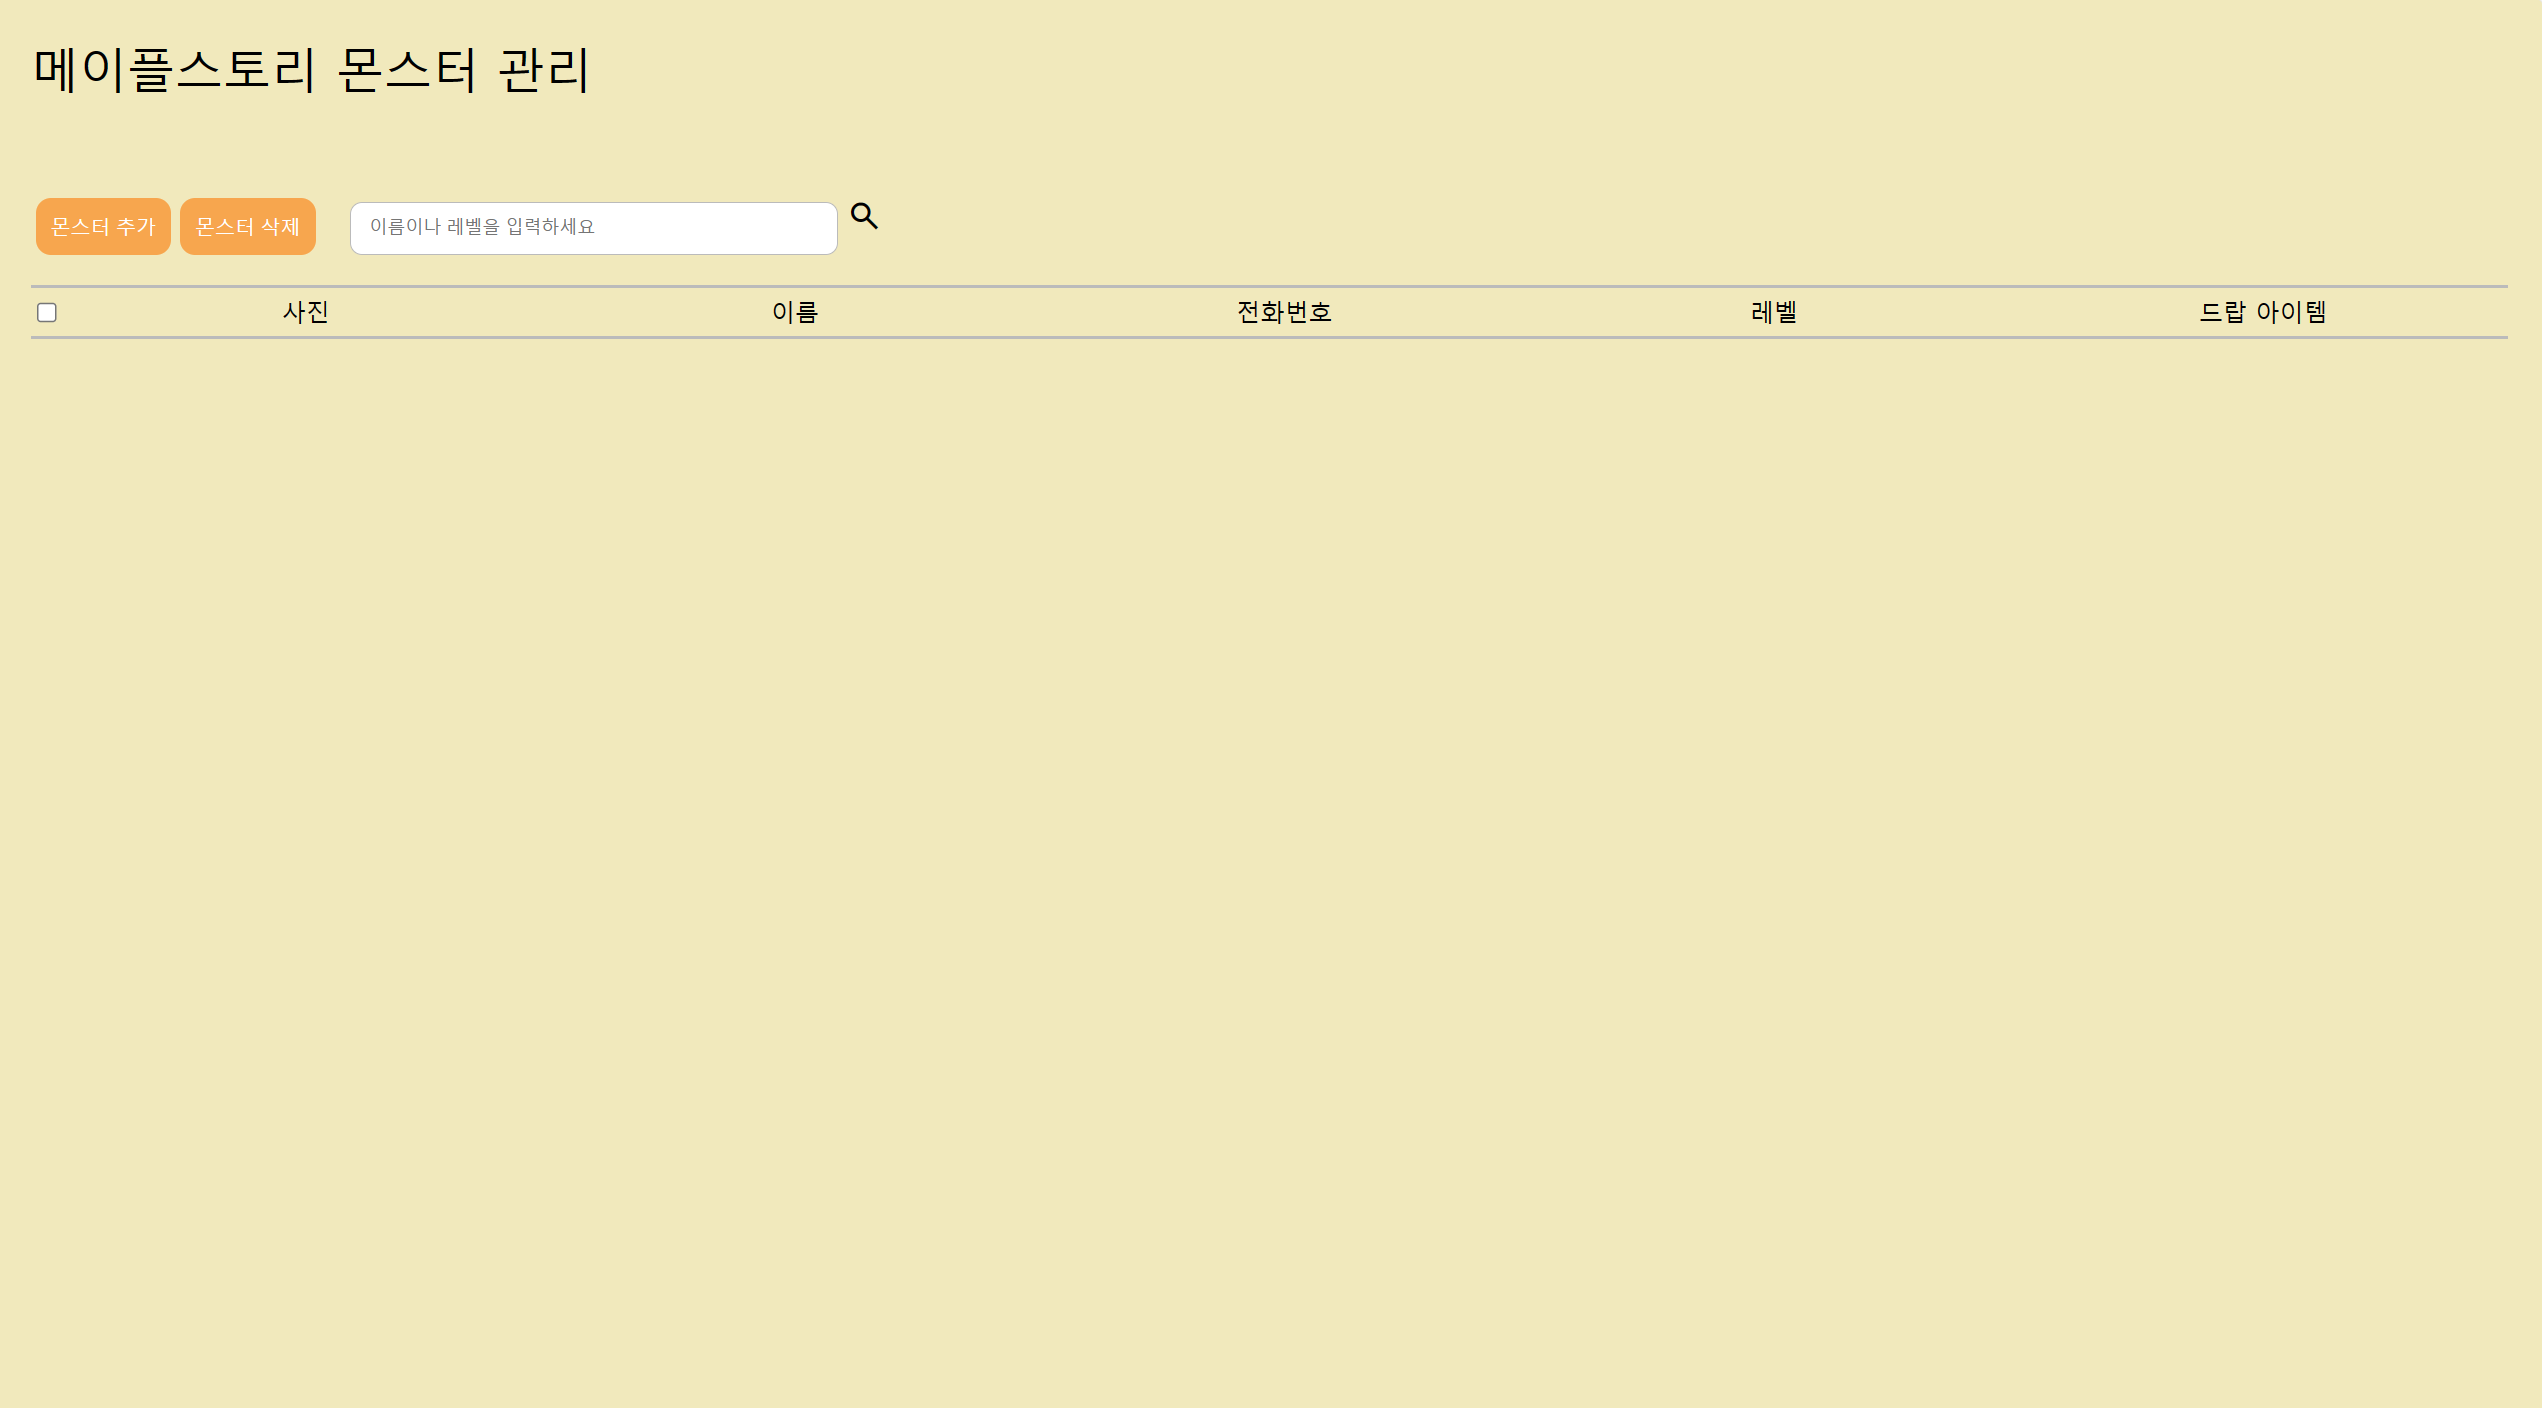 메이플스토리 몬스터 관리
몬스터 추가 몬스터 삭제 이름이나 레벨을 입력하세요
사진 이름 전화번호 레벨 드랍 아이템